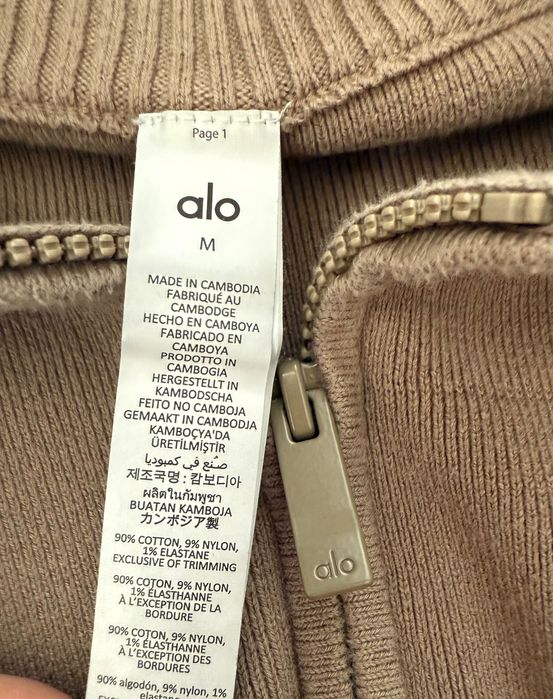 Page 1
alo
M
MADE IN CAMBODIA
FABRIQUÉ AU
CAMBODGE
HECHO EN CAMBOYA
FABRICADO EN
CAMBOYA
PRODOTTO IN
CAMBOGIA
HERGESTELLT IN
KAMBODSCHA
FEITO NO CAMBOJA
GEMAAKT IN CAMBODJA
KAMBOÇYA'DA
ÜRETİLMİŞTİR
صنع في كمبوديا
제조국명 : 캄보디아
ผลิตในกัมพูชา
BUATAN KAMBOJA
カンボジア製
90% COTTON, 9% NYLON,
1% ELASTANE
EXCLUSIVE OF TRIMMING
90% COTON, 9% NYLON,
1% ÉLASTHANNE
À L'EXCEPTION DE LA
BORDURE
90% COTON, 9% NYLON,
1% ÉLASTHANNE
À L'EXCEPTION DES
BORDURES
90% algodón, 9% nylon, 1%
alo